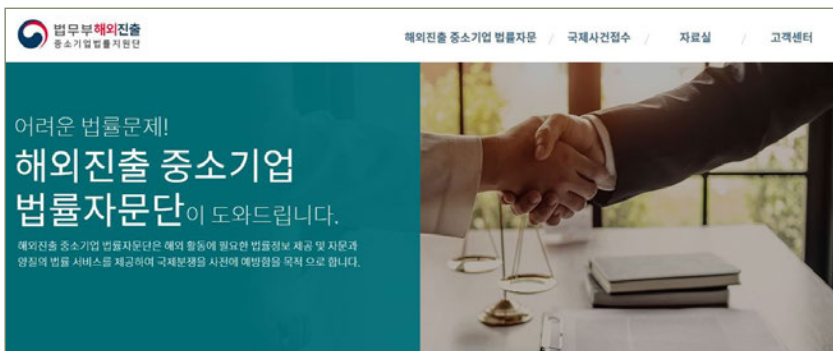 법무부해외진출
중소기업법률지원단
해외진출 중소기업 법률자문 / 국제사건접수 / 자료실 / 고객센터
어려운 법률문제!
해외진출 중소기업
법률자문단이 도와드립니다.
해외진출 중소기업 법률자문단은 해외 활동에 필요한 법률정보 제공 및 자문과
양질의 법률 서비스를 제공하여 국제분쟁을 사전에 예방함을 목적 으로 합니다.